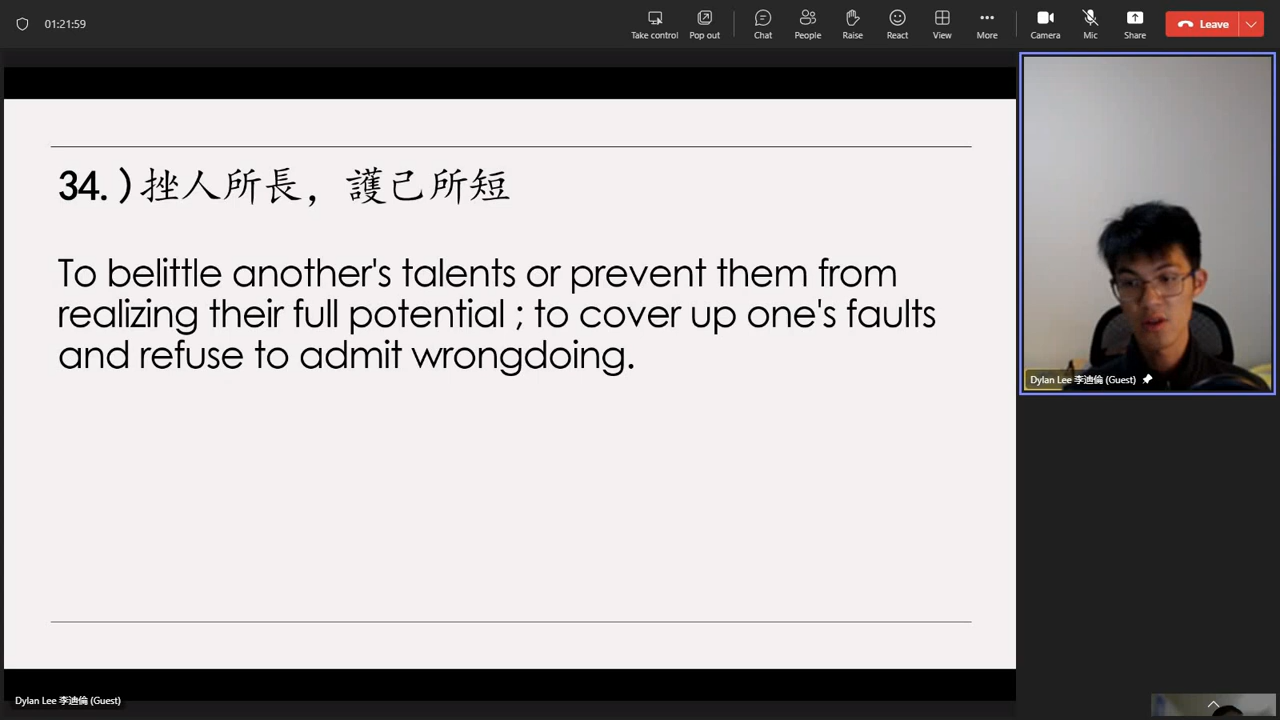 01:21:59
Take control
Pop out
Chat
People
Raise
React
View
More
Camera
Mic
Share
Leave
34. ) 挫人所長，護己所短
To belittle another's talents or prevent them from
realizing their full potential ; to cover up one's faults
and refuse to admit wrongdoing.
Dylan Lee 李迪倫 (Guest)
Dylan Lee 李迪倫 (Guest)